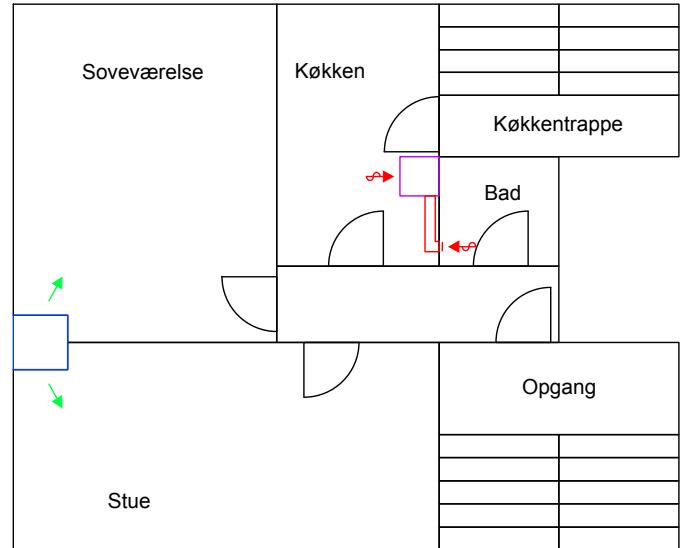 Soveværelse
Køkken
Køkkentrappe
Bad
Opgang
Stue